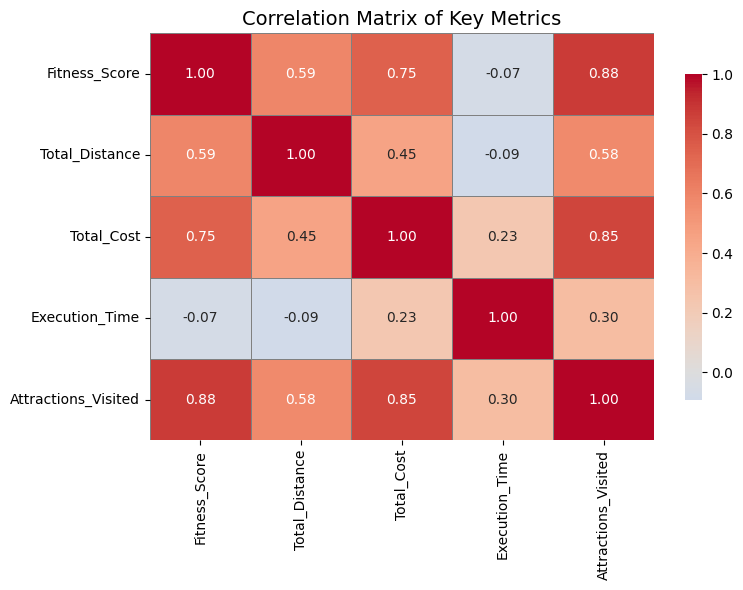 Correlation Matrix of Key Metrics
Fitness_Score 1.00 0.59 0.75 -0.07 0.88
Total_Distance 0.59 1.00 0.45 -0.09 0.58
Total_Cost 0.75 0.45 1.00 0.23 0.85
Execution_Time -0.07 -0.09 0.23 1.00 0.30
Attractions_Visited 0.88 0.58 0.85 0.30 1.00
Fitness_Score
Total_Distance
Total_Cost
Execution_Time
Attractions_Visited
1.0
0.8
0.6
0.4
0.2
0.0